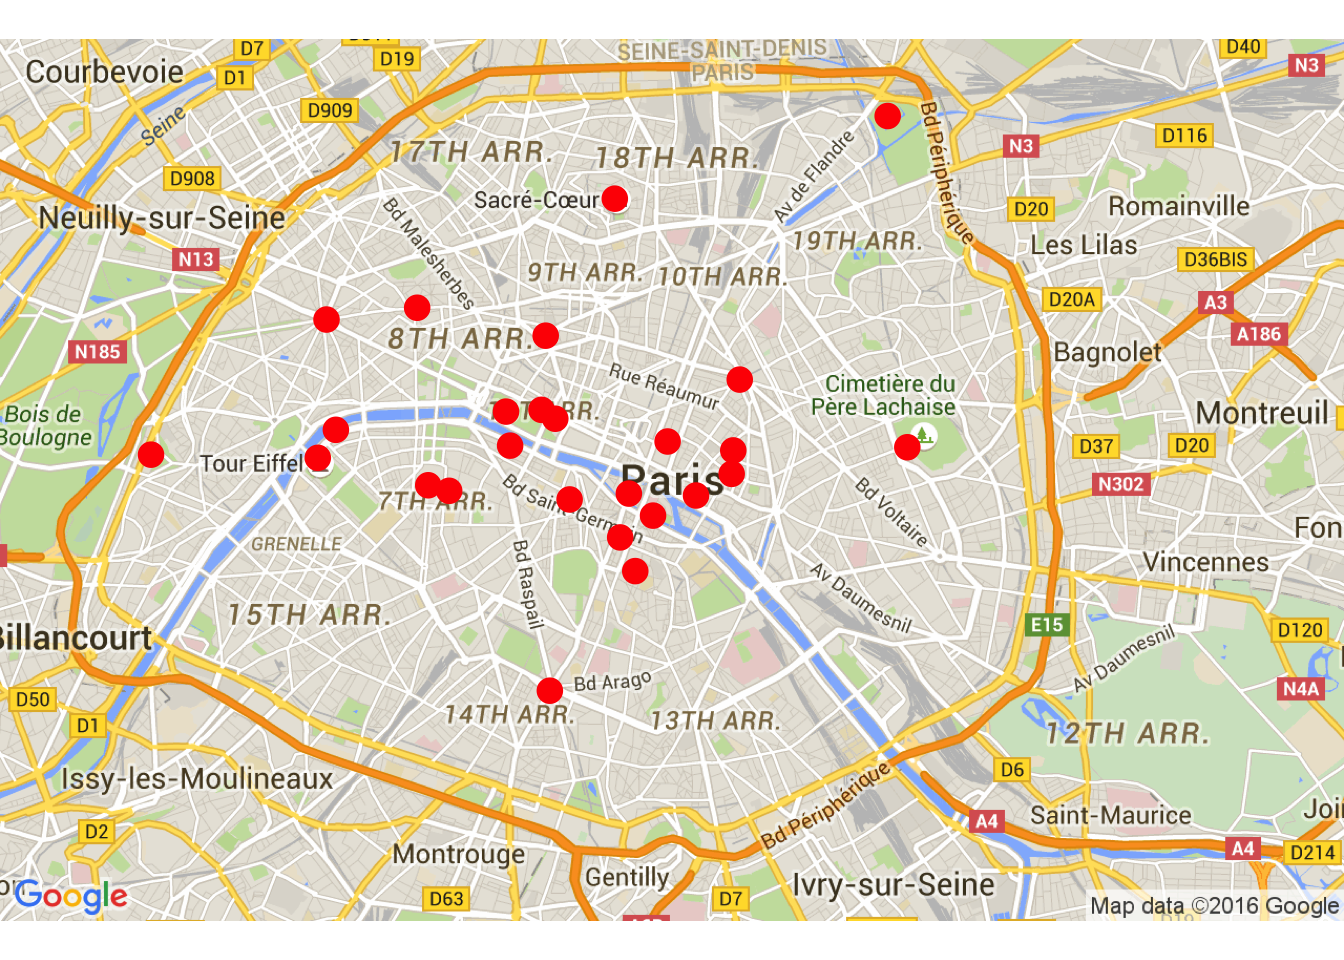 SEINE-SAINT-DENIS
PARIS
D7
D19
D40
N3
Courbevoie
D1
D909
Seine
D116
N3
17TH ARR.
18TH ARR.
Av de Flandre
Bd Périphérique
D908
Sacré-Cœur
D20
Romainville
Neuilly-sur-Seine
Bd Malesherbes
19TH ARR.
Les Lilas
N13
9TH ARR.
10TH ARR.
D36BIS
D20A
A3
8TH ARR.
A186
N185
Bagnolet
Rue Réaumur
Cimetière du
Père Lachaise
Bois de
Boulogne
ARR.
Montreuil
D37
D20
Tour Eiffel
Paris
N302
7TH ARR.
Bd Saint-Germain
Bd Voltaire
Fon
GRENELLE
Bd Raspail
Vincennes
Av Daumesnil
15TH ARR.
E15
D120
Billancourt
Av Daumesnil
D50
Bd Arago
N4A
D1
14TH ARR.
13TH ARR.
12TH ARR.
Issy-les-Moulineaux
D6
Bd Périphérique
Saint-Maurice
Joi
D2
A4
Montrouge
A4
D214
Gentilly
Ivry-sur-Seine
D63
D7
Google
Map data ©2016 Google